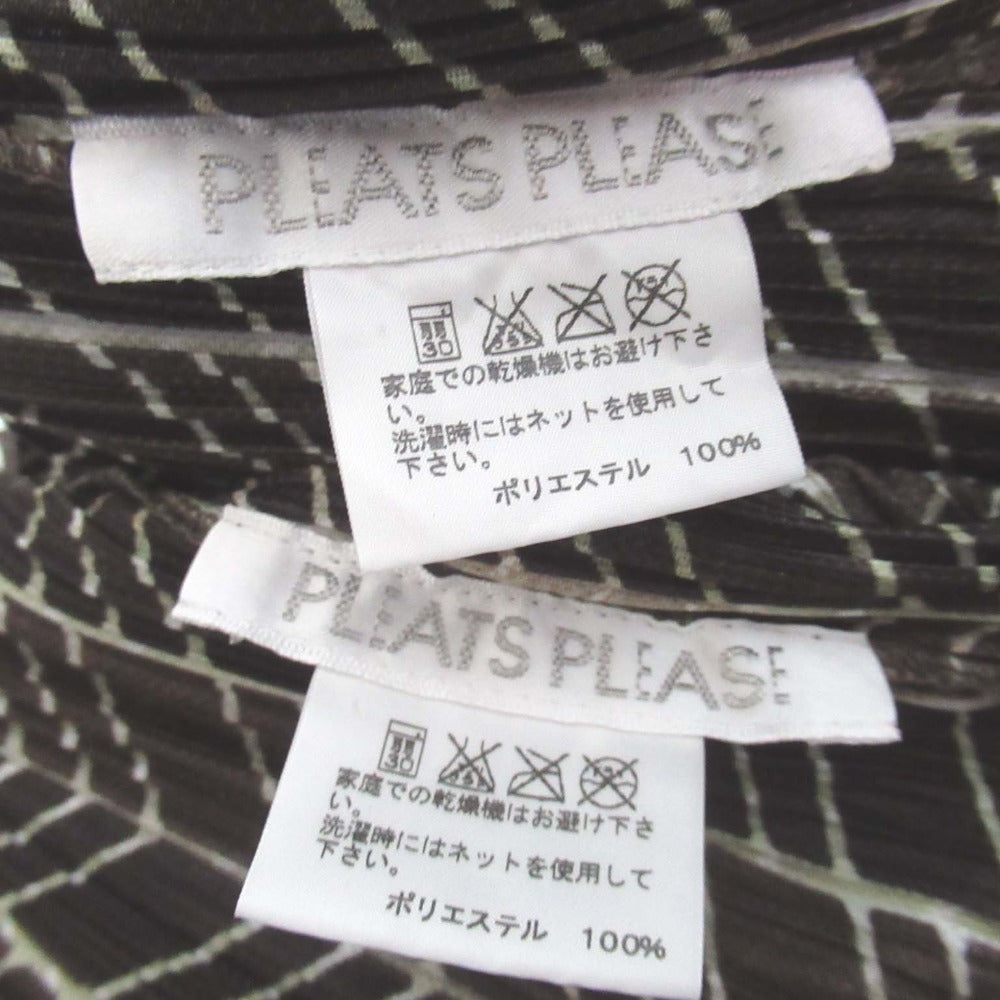 PLEATS PLEASE
30
家庭での乾燥機はお避け下さ
い。
洗濯時にはネットを使用して
下さい。
ポリエステル 100%
PLEATS PLEASE
30
家庭での乾燥機はお避け下さ
い。
洗濯時にはネットを使用して
下さい。
ポリエステル 100%